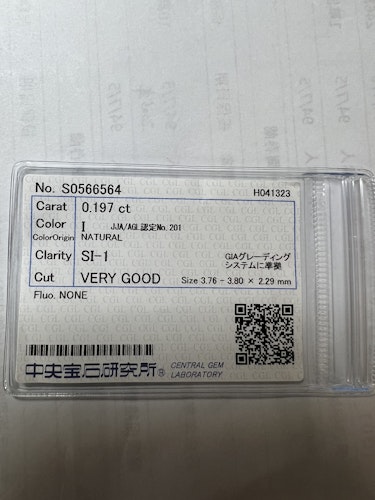 No. S0566564 H041323
Carat 0.197 ct
Color I JJA/AGL認定No.201
ColorOrigin NATURAL
Clarity SI-1 GIAグレーディング
システムに準拠
Cut VERY GOOD Size 3.76 - 3.80 × 2.29 mm
Fluo. NONE
中央宝石研究所® CENTRAL GEM
LABORATORY